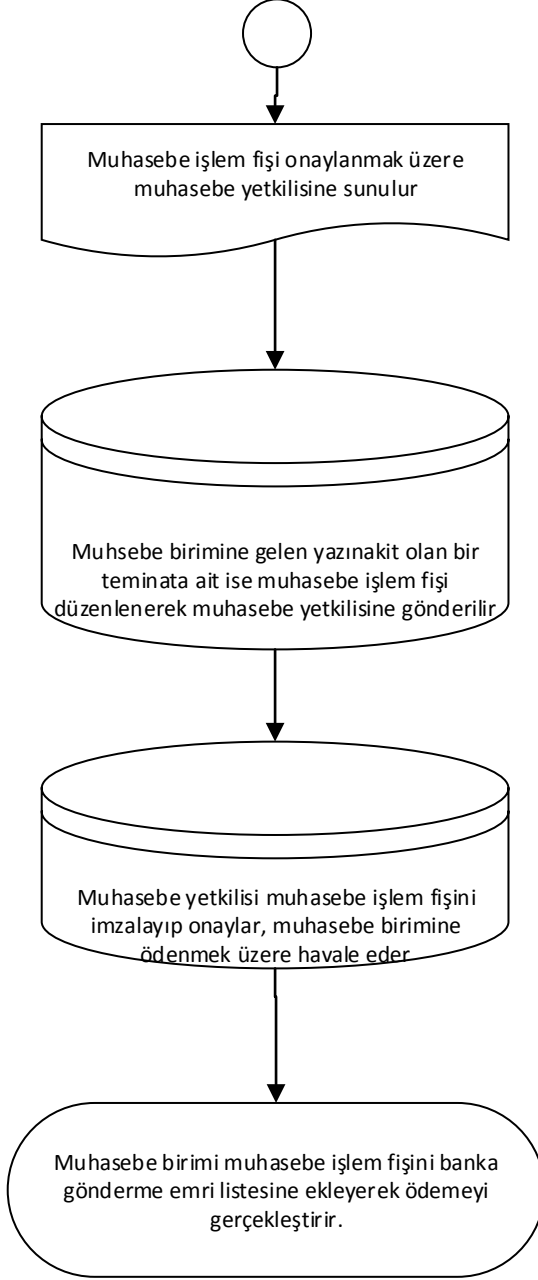 Muhasebe işlem fişi onaylanmak üzere
muhasebe yetkilisine sunulur
Muhsebe birimine gelen yazınakit olan bir
teminata ait ise muhasebe işlem fişi
düzenlenerek muhasebe yetkilisine gönderilir
Muhasebe yetkilisi muhasebe işlem fişini
imzalayıp onaylar, muhasebe birimine
ödenmek üzere havale eder
Muhasebe birimi muhasebe işlem fişini banka
gönderme emri listesine ekleyerek ödemeyi
gerçekleştirir.